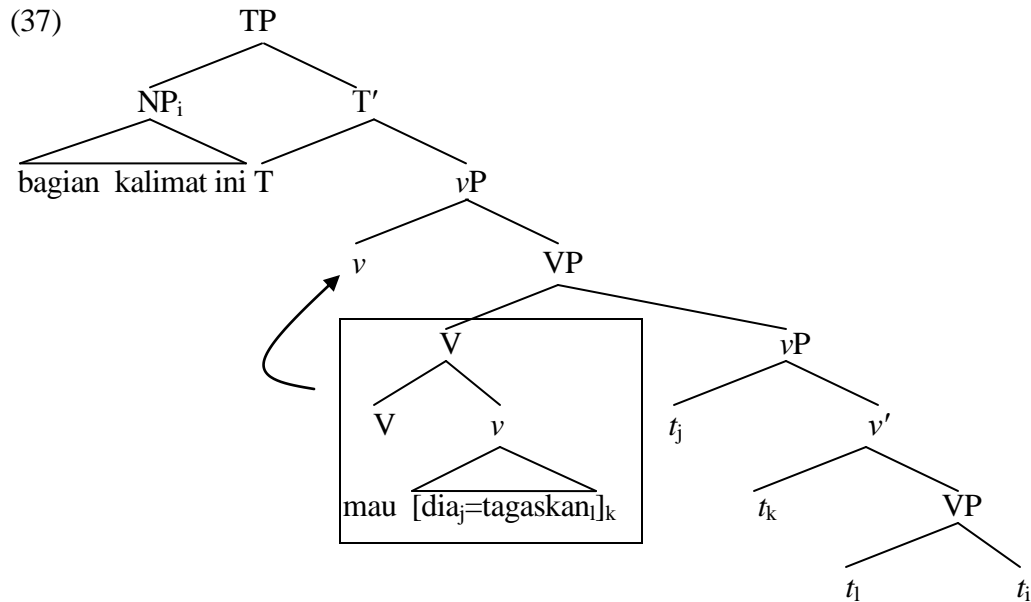 (37) TP
NPᵢ T′
bagian kalimat ini T vP
v VP
V vP
V v tⱼ v′
mau [diaⱼ=tagaskanₗ]ₖ tₖ VP
tₗ tᵢ